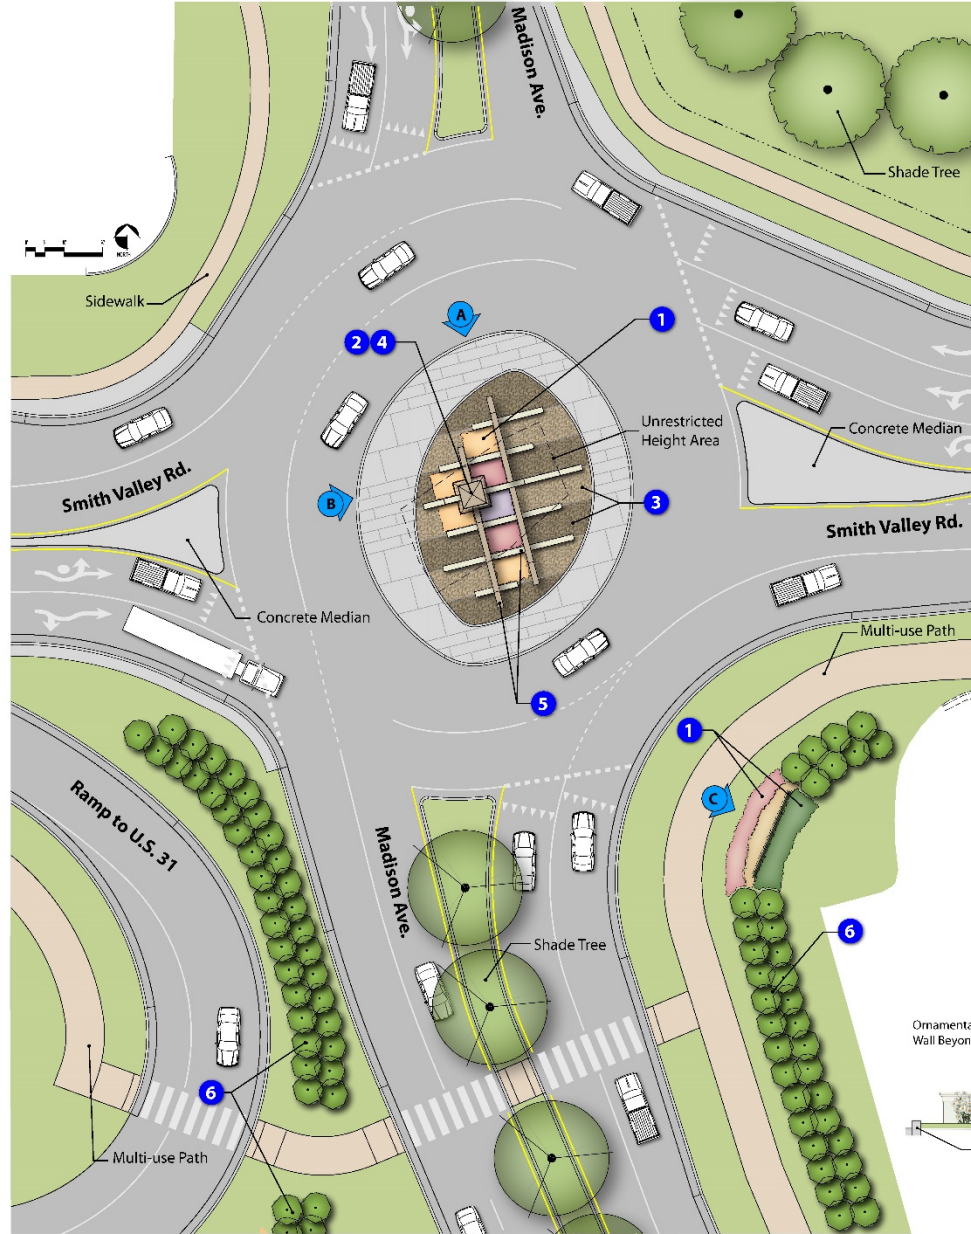 Madison Ave.
Shade Tree
NORTH
Sidewalk
A
1
2 4
Unrestricted
Height Area
Concrete Median
Smith Valley Rd.
B
3
Smith Valley Rd.
Concrete Median
Multi-use Path
5
1
C
Ramp to U.S. 31
Madison Ave.
6
Shade Tree
Ornamenta
Wall Beyon
6
Multi-use Path